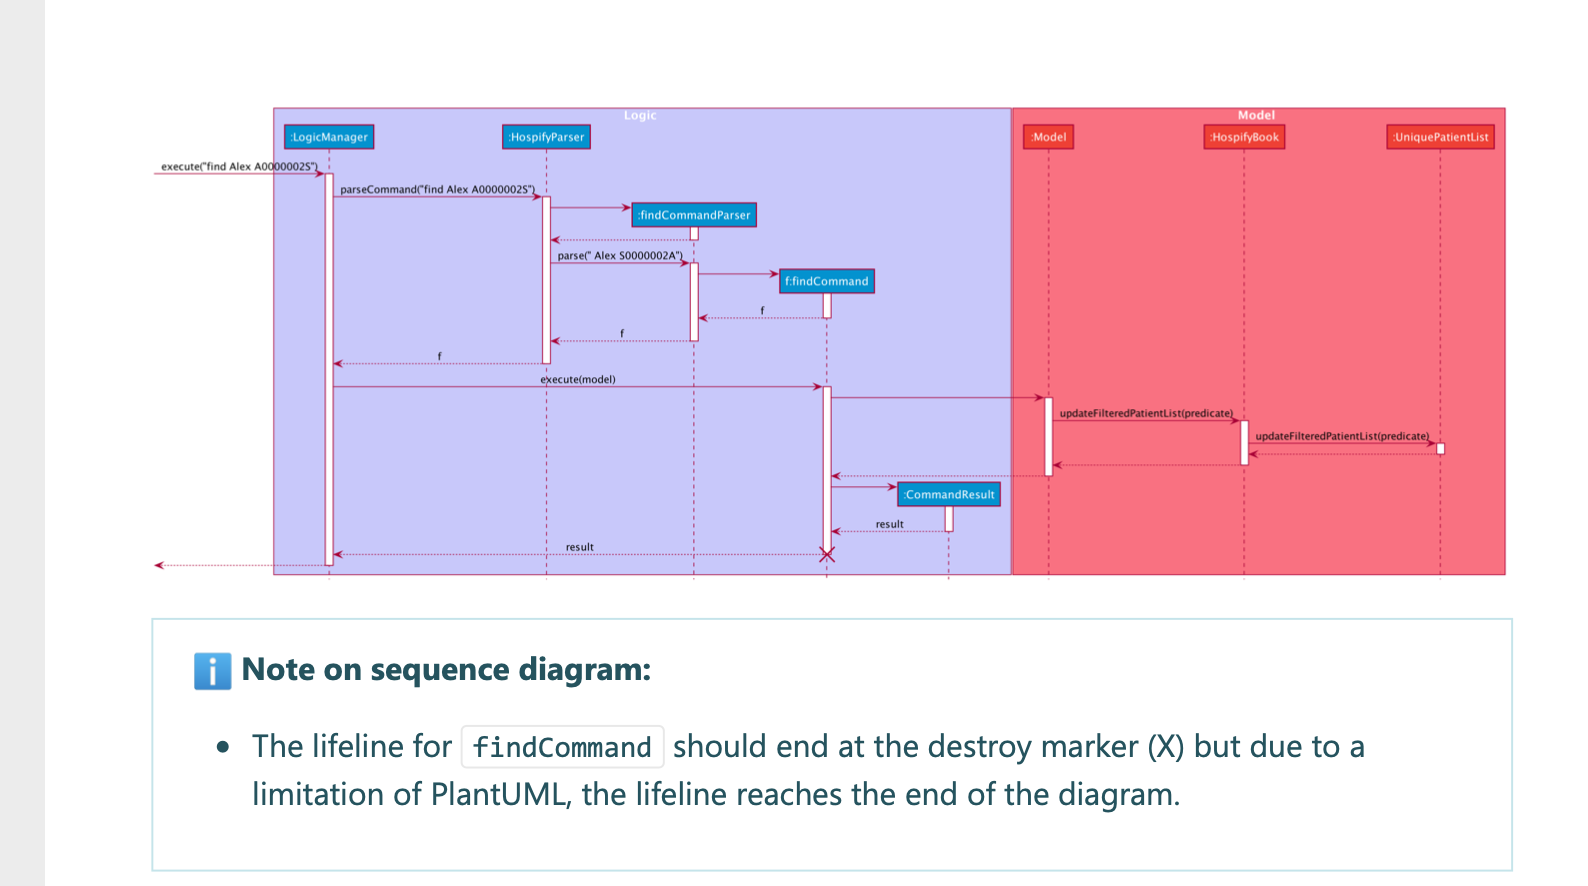 Logic
Model
:LogicManager
:HospifyParser
:Model
:HospifyBook
:UniquePatientList
execute("find Alex A0000002S")
parseCommand("find Alex A0000002S")
:findCommandParser
parse(" Alex S0000002A")
f:findCommand
f
f
f
execute(model)
updateFilteredPatientList(predicate)
updateFilteredPatientList(predicate)
:CommandResult
result
result
Note on sequence diagram:
The lifeline for findCommand should end at the destroy marker (X) but due to a
limitation of PlantUML, the lifeline reaches the end of the diagram.